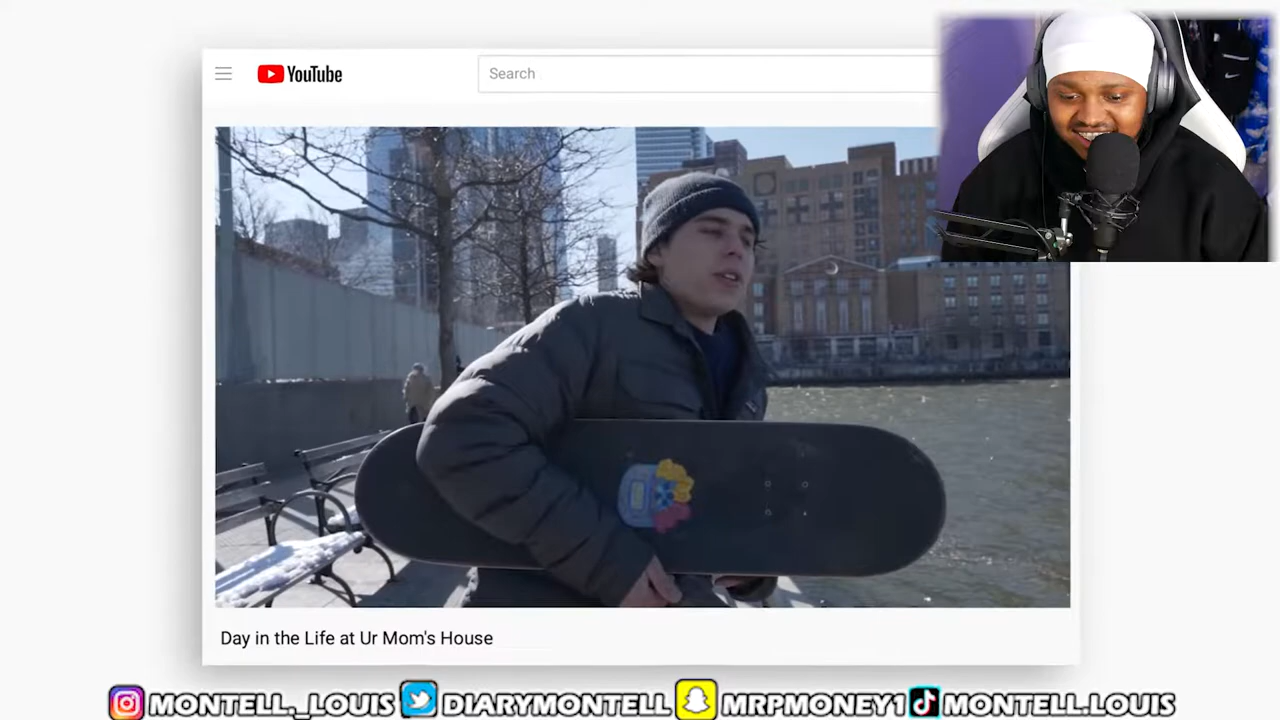 YouTube
Search
Day in the Life at Ur Mom's House
MONTELL._LOUIS DIARYMONTELL MRPMONEY1 MONTELL.LOUIS